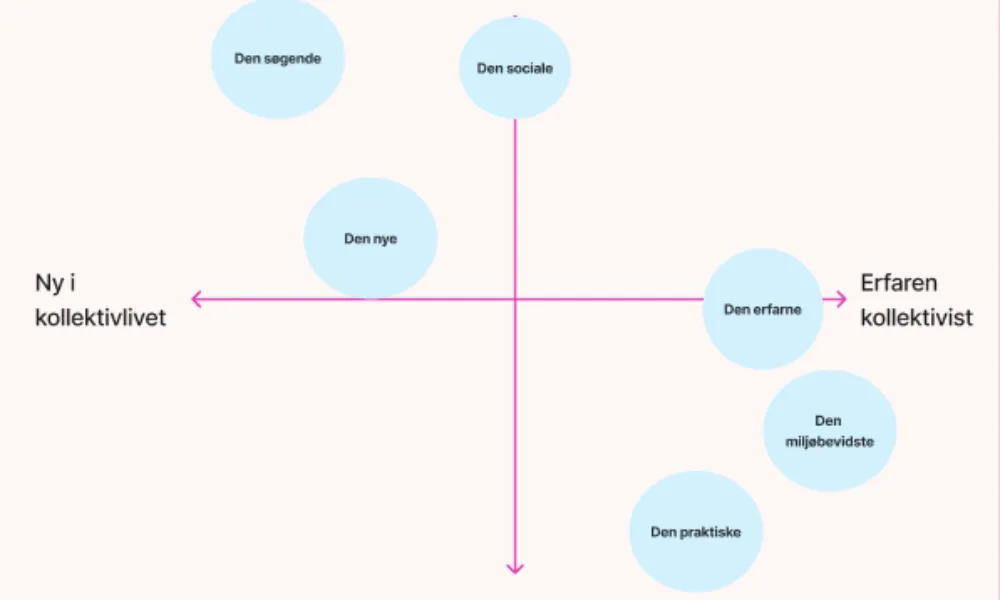 Den søgende
Den sociale
Den nye
Ny i
kollektivlivet
Den erfarne
Erfaren
kollektivist
Den
miljøbevidste
Den praktiske